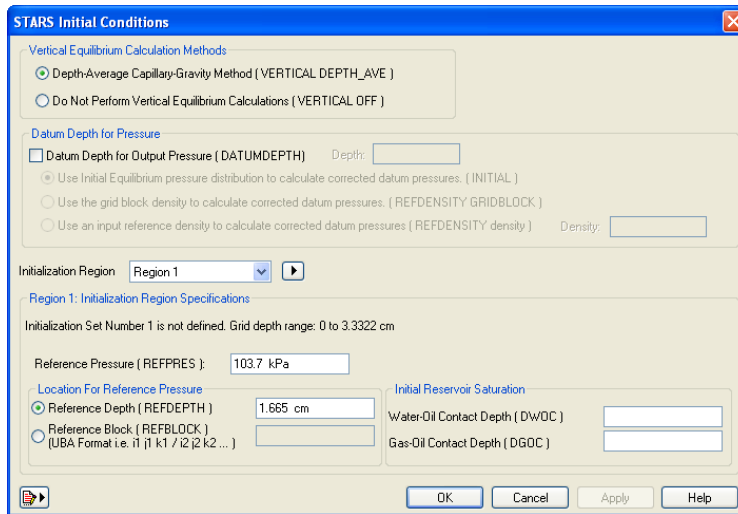 STARS Initial Conditions
Vertical Equilibrium Calculation Methods
Depth-Average Capillary-Gravity Method ( VERTICAL DEPTH_AVE )
Do Not Perform Vertical Equilibrium Calculations ( VERTICAL OFF )
Datum Depth for Pressure
Datum Depth for Output Pressure ( DATUMDEPTH) Depth:
Use Initial Equilibrium pressure distribution to calculate corrected datum pressures. ( INITIAL )
Use the grid block density to calculate corrected datum pressures. ( REFDENSITY GRIDBLOCK )
Use an input reference density to calculate corrected datum pressures ( REFDENSITY density ) Density:
Initialization Region Region 1
Region 1: Initialization Region Specifications
Initialization Set Number 1 is not defined. Grid depth range: 0 to 3.3322 cm
Reference Pressure ( REFPRES ): 103.7 kPa
Location For Reference Pressure
Reference Depth ( REFDEPTH ) 1.665 cm
Reference Block ( REFBLOCK )
(UBA Format i.e. i1 j1 k1 / i2 j2 k2 ... )
Initial Reservoir Saturation
Water-Oil Contact Depth ( DWOC )
Gas-Oil Contact Depth ( DGOC )
OK Cancel Apply Help